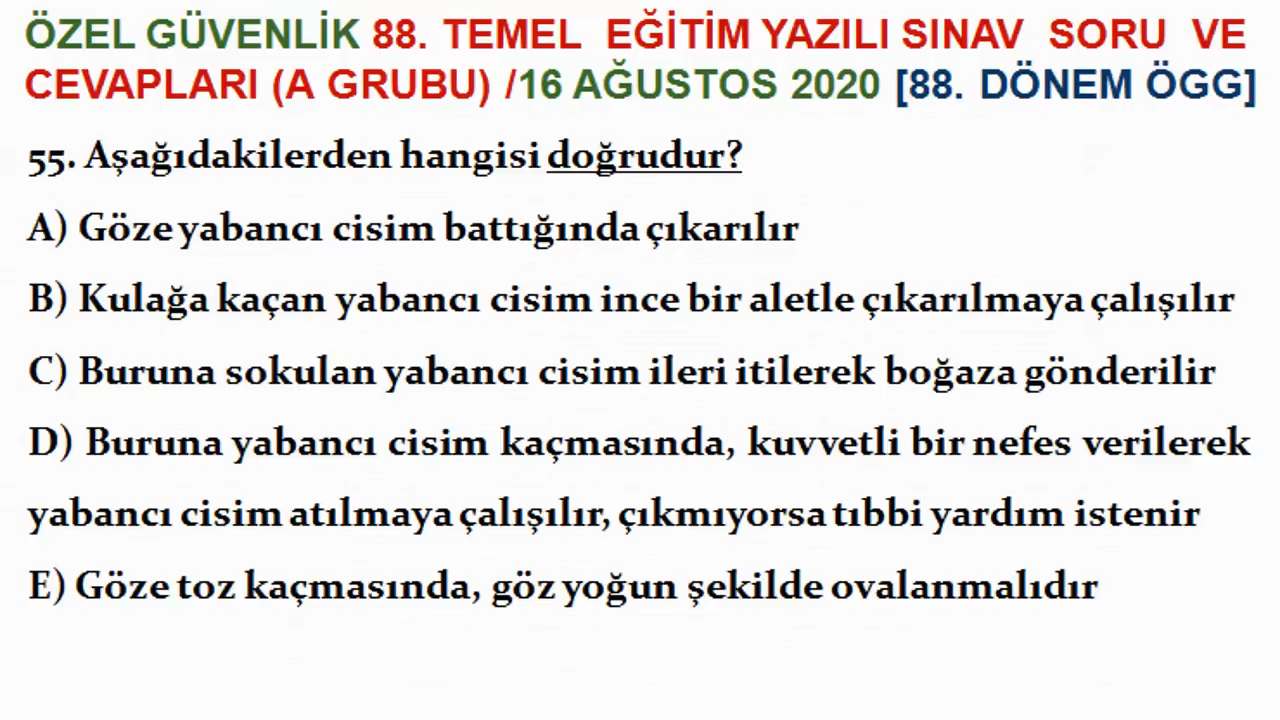 ÖZEL GÜVENLİK 88. TEMEL EĞİTİM YAZILI SINAV SORU VE
CEVAPLARI (A GRUBU) /16 AĞUSTOS 2020 [88. DÖNEM ÖGG]
55. Aşağıdakilerden hangisi doğrudur?
A) Göze yabancı cisim battığında çıkarılır
B) Kulağa kaçan yabancı cisim ince bir aletle çıkarılmaya çalışılır
C) Buruna sokulan yabancı cisim ileri itilerek boğaza gönderilir
D) Buruna yabancı cisim kaçmasında, kuvvetli bir nefes verilerek
yabancı cisim atılmaya çalışılır, çıkmıyorsa tıbbi yardım istenir
E) Göze toz kaçmasında, göz yoğun şekilde ovalanmalıdır